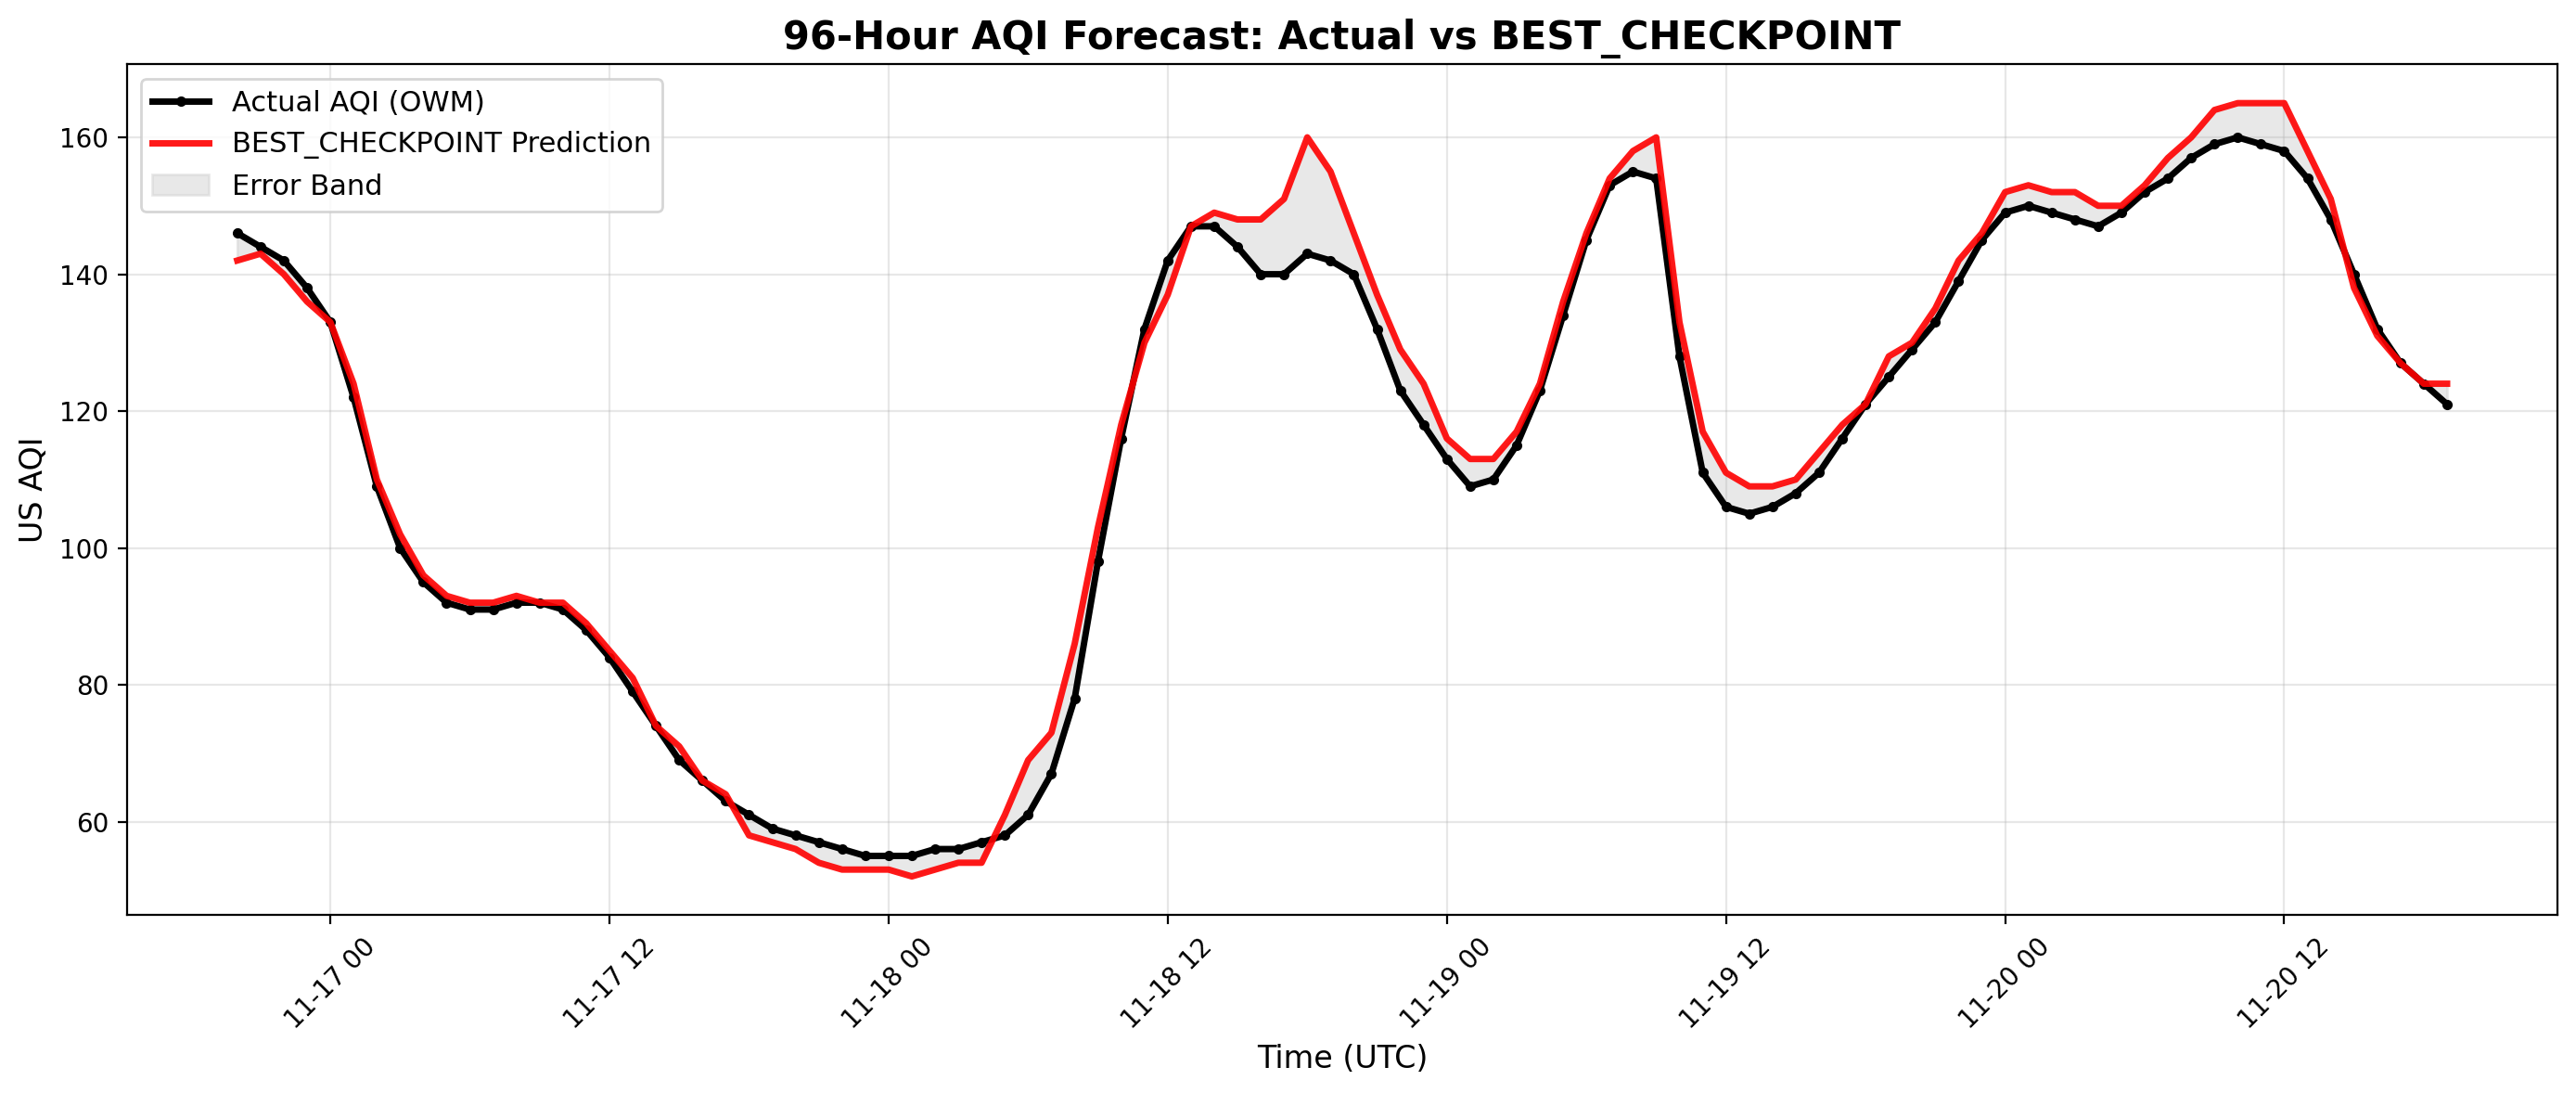 96-Hour AQI Forecast: Actual vs BEST_CHECKPOINT
Actual AQI (OWM)
BEST_CHECKPOINT Prediction
Error Band
US AQI
160
140
120
100
80
60
11-17 00
11-17 12
11-18 00
11-18 12
11-19 00
11-19 12
11-20 00
11-20 12
Time (UTC)